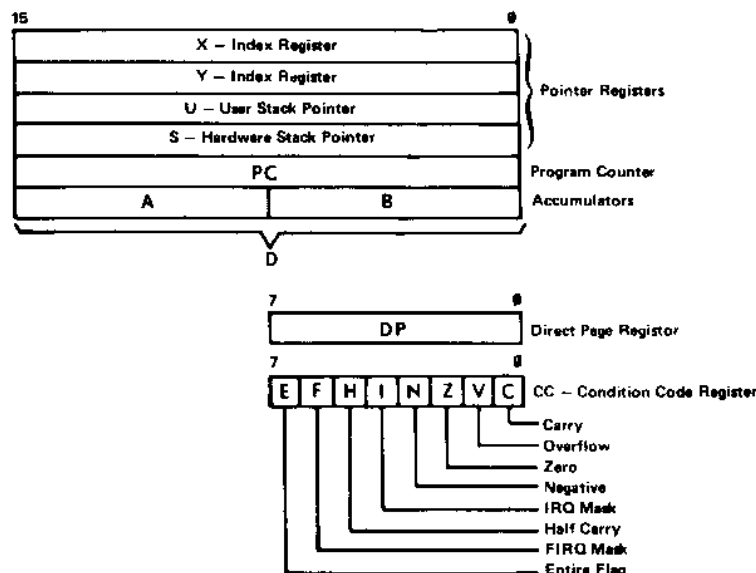 15 0
X – Index Register
Y – Index Register
U – User Stack Pointer
S – Hardware Stack Pointer
Pointer Registers
PC
Program Counter
A B
Accumulators
D
7 0
DP
Direct Page Register
7 0
E F H I N Z V C
CC – Condition Code Register
Carry
Overflow
Zero
Negative
IRQ Mask
Half Carry
FIRQ Mask
Entire Flag